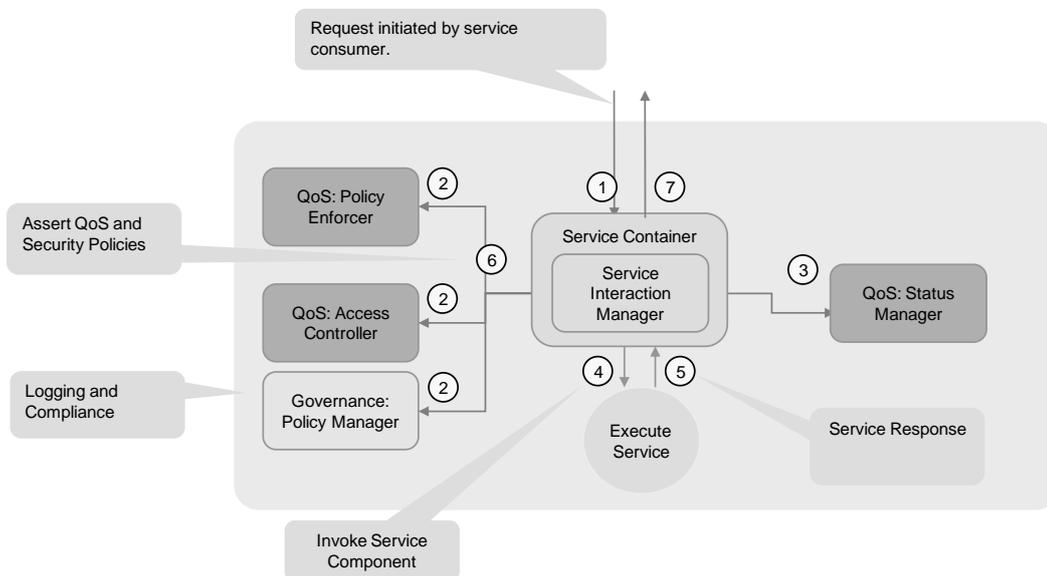 Request initiated by service
consumer.
QoS: Policy
Enforcer
2
1
7
Assert QoS and
Security Policies
6
Service Container
Service
Interaction
Manager
3
QoS: Status
Manager
QoS: Access
Controller
2
Logging and
Compliance
Governance:
Policy Manager
2
4
5
Execute
Service
Service Response
Invoke Service
Component